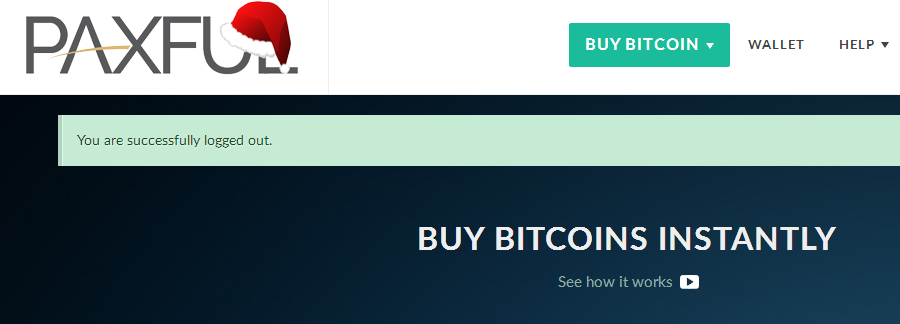 PAXFUL
BUY BITCOIN
WALLET
HELP
You are successfully logged out.
BUY BITCOINS INSTANTLY
See how it works